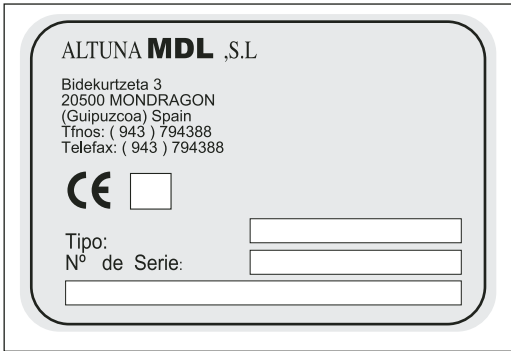 ALTUNA MDL ,S.L
Bidekurtzeta 3
20500 MONDRAGON
(Guipuzcoa) Spain
Tfnos: ( 943 ) 794388
Telefax: ( 943 ) 794388
CE
Tipo:
Nº de Serie: